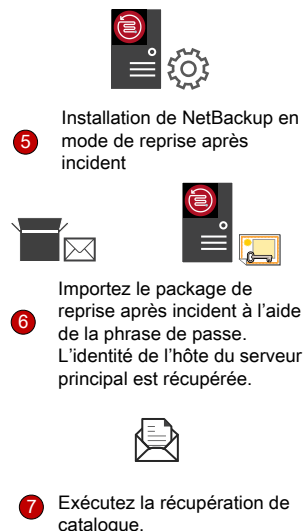 Installation de NetBackup en
5 mode de reprise après
incident
Importez le package de
reprise après incident à l'aide
6 de la phrase de passe.
L'identité de l'hôte du serveur
principal est récupérée.
7 Exécutez la récupération de
catalogue.